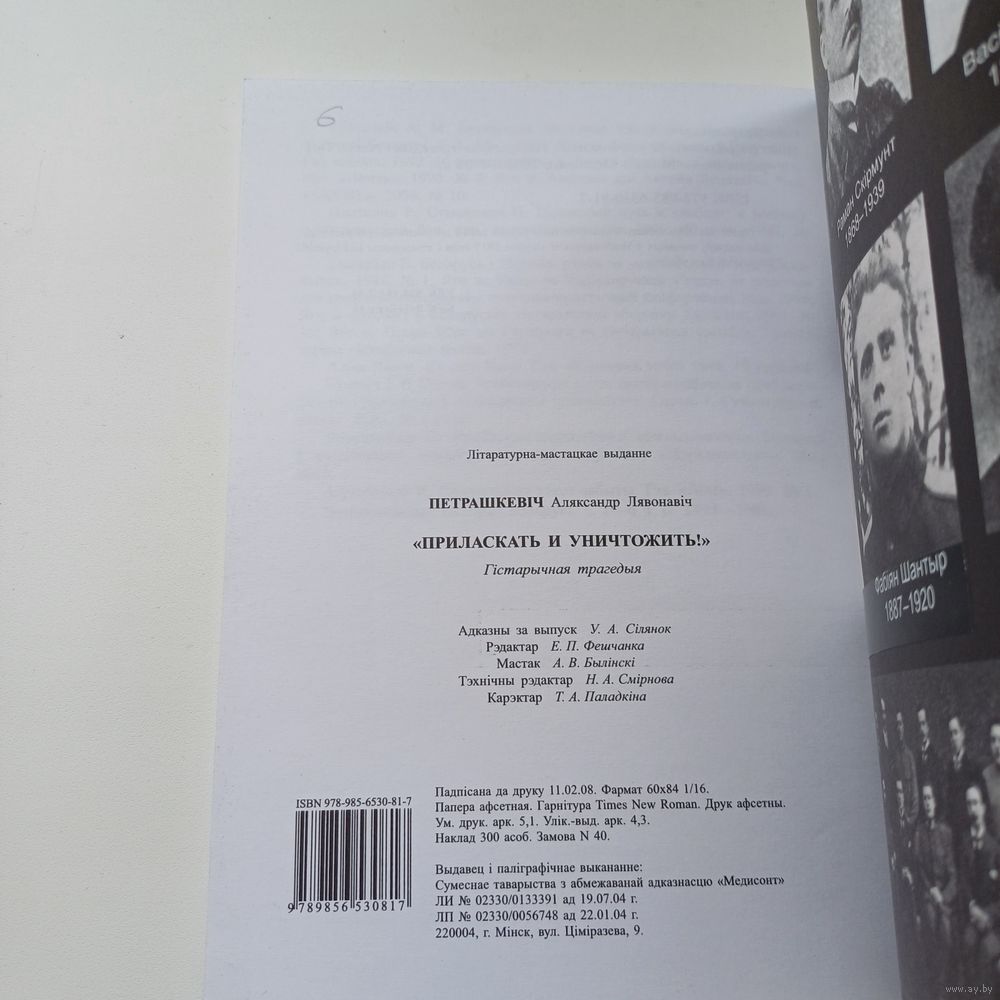 6
Літаратурна-мастацкае выданне
ПЕТРАШКЕВІЧ Аляксандр Лявонавіч
«ПРИЛАСКАТЬ И УНИЧТОЖИТЬ!»
Гістарычная трагедыя
Адказны за выпуск У. А. Сілянок
Рэдактар Е. П. Фешчанка
Мастак А. В. Былінскі
Тэхнічны рэдактар Н. А. Смірнова
Карэктар Т. А. Паладкіна
ISBN 978-985-6530-81-7
9789856530817
Падпісана да друку 11.02.08. Фармат 60х84 1/16.
Папера афсетная. Гарнітура Times New Roman. Друк афсетны.
Ум. друк. арк. 5,1. Улік.-выд. арк. 4,3.
Наклад 300 асоб. Замова N 40.
Выдавец і паліграфічнае выкананне:
Сумеснае таварыства з абмежаванай адказнасцю «Медисонт»
ЛИ № 02330/0133391 ад 19.07.04 г.
ЛП № 02330/0056748 ад 22.01.04 г.
220004, г. Мінск, вул. Ціміразева, 9.
Раман Скірмунт
1868–1939
Фабіян Шантыр
1887–1920
www.ay.by